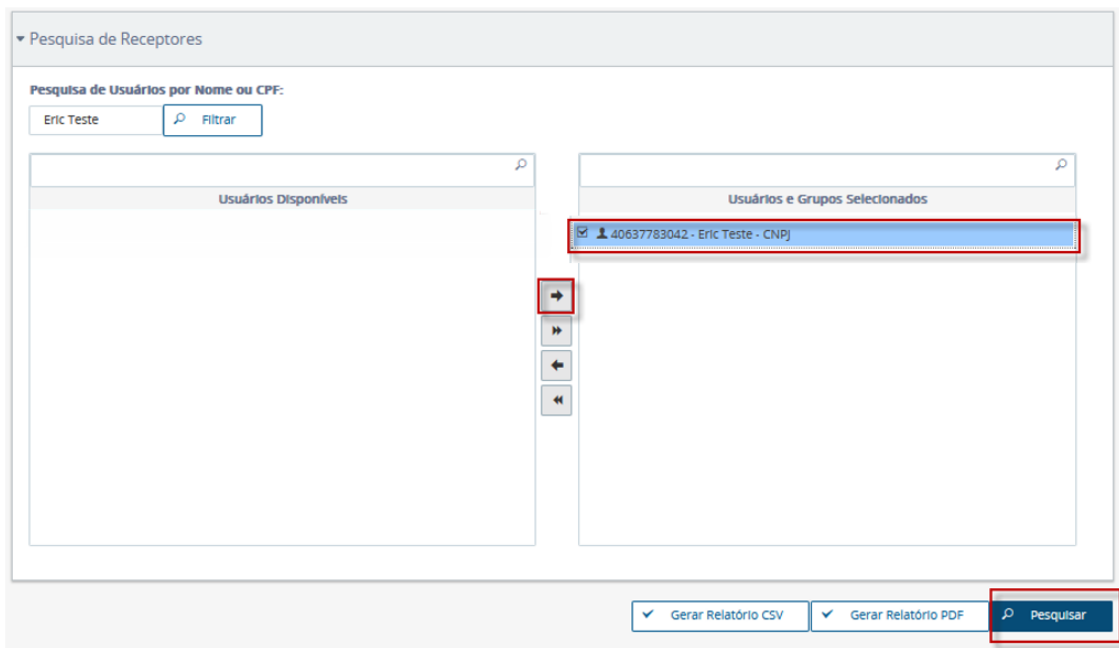 Pesquisa de Receptores
Pesquisa de Usuários por Nome ou CPF:
Eric Teste Filtrar
Usuários Disponíveis Usuários e Grupos Selecionados
40637783042 - Eric Teste - CNPJ
Gerar Relatório CSV Gerar Relatório PDF Pesquisar